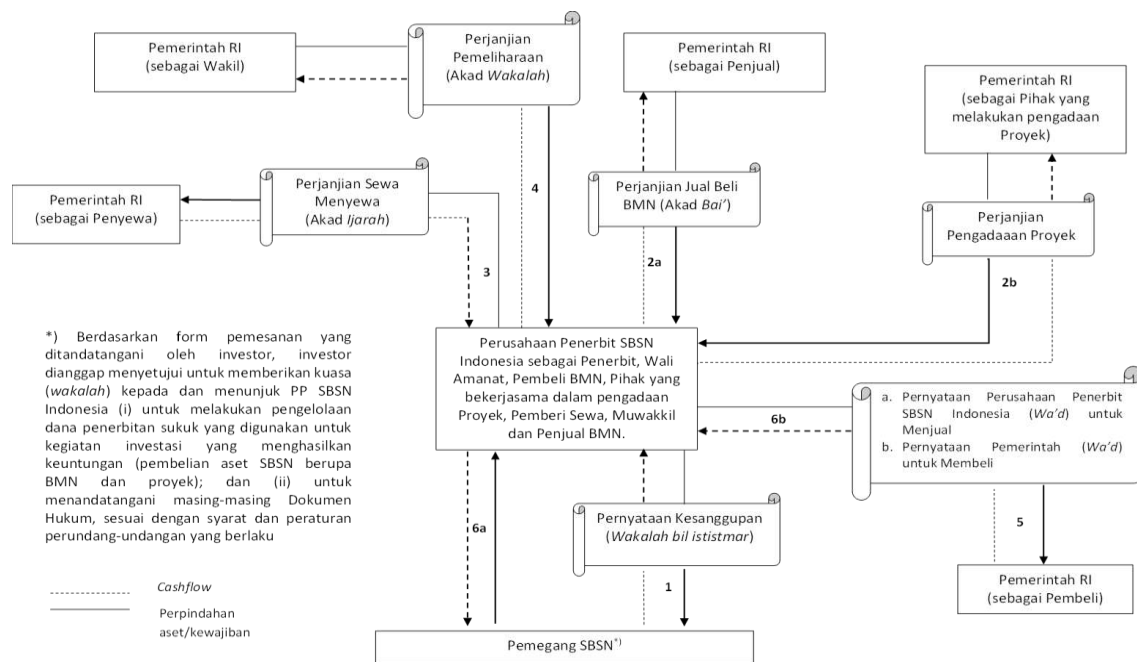 Pemerintah RI
(sebagai Wakil)
Perjanjian
Pemeliharaan
(Akad Wakalah)
Pemerintah RI
(sebagai Penjual)
Pemerintah RI
(sebagai Pihak yang
melakukan pengadaan
Proyek)
Pemerintah RI
(sebagai Penyewa)
Perjanjian Sewa
Menyewa
(Akad Ijarah)
4
Perjanjian Jual Beli
BMN (Akad Bai’)
Perjanjian
Pengadaaan Proyek
3
2a
2b
*) Berdasarkan form pemesanan yang
ditandatangani oleh investor, investor
dianggap menyetujui untuk memberikan kuasa
(wakalah) kepada dan menunjuk PP SBSN
Indonesia (i) untuk melakukan pengelolaan
dana penerbitan sukuk yang digunakan untuk
kegiatan investasi yang menghasilkan
keuntungan (pembelian aset SBSN berupa
BMN dan proyek); dan (ii) untuk
menandatangani masing-masing Dokumen
Hukum, sesuai dengan syarat dan peraturan
perundang-undangan yang berlaku
Perusahaan Penerbit SBSN
Indonesia sebagai Penerbit, Wali
Amanat, Pembeli BMN, Pihak yang
bekerjasama dalam pengadaan
Proyek, Pemberi Sewa, Muwakkil
dan Penjual BMN.
6b
a. Pernyataan Perusahaan Penerbit
SBSN Indonesia (Wa’d) untuk
Menjual
b. Pernyataan Pemerintah (Wa’d)
untuk Membeli
6a
Pernyataan Kesanggupan
(Wakalah bil ististmar)
1
5
Pemerintah RI
(sebagai Pembeli)
Cashflow
Perpindahan
aset/kewajiban
Pemegang SBSN*)